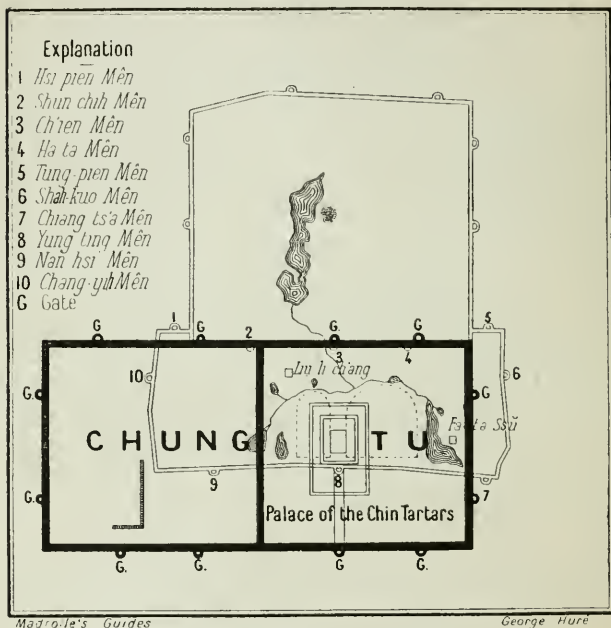 Explanation
1 Hsi pien Mên
2 Shun chih Mên
3 Ch'ien Mên
4 Ha ta Mên
5 Tung-pien Mên
6 Shah-kuo Mên
7 Chiang ts'a Mên
8 Yung ting Mên
9 Nan hsi Mên
10 Chang-yih Mên
G Gate
1 G G 2 G. 3 G 4 5
Liu li chang
10 G. G 6
CHUNG TU
Ssŭ
9 8 7
G. G
Palace of the Chin Tartars
G. G. G G.
Madrolle's Guides George Huré